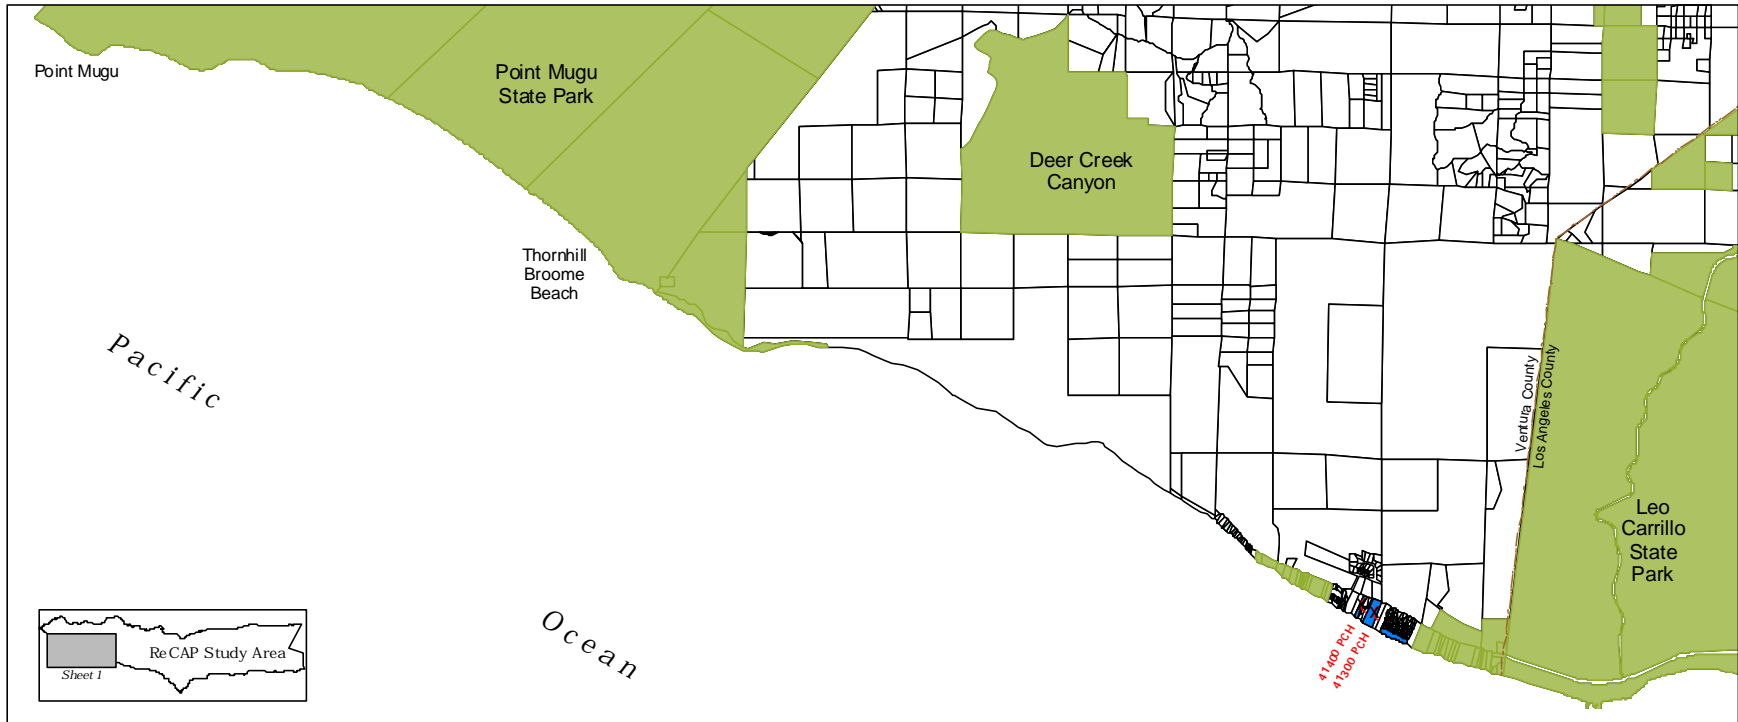 Point Mugu
Point Mugu
State Park
Deer Creek
Canyon
Thornhill
Broome
Beach
Pacific
Ocean
Ventura County
Los Angeles County
Leo
Carrillo
State
Park
41400 PCH
41300 PCH
ReCAP Study Area
Sheet 1